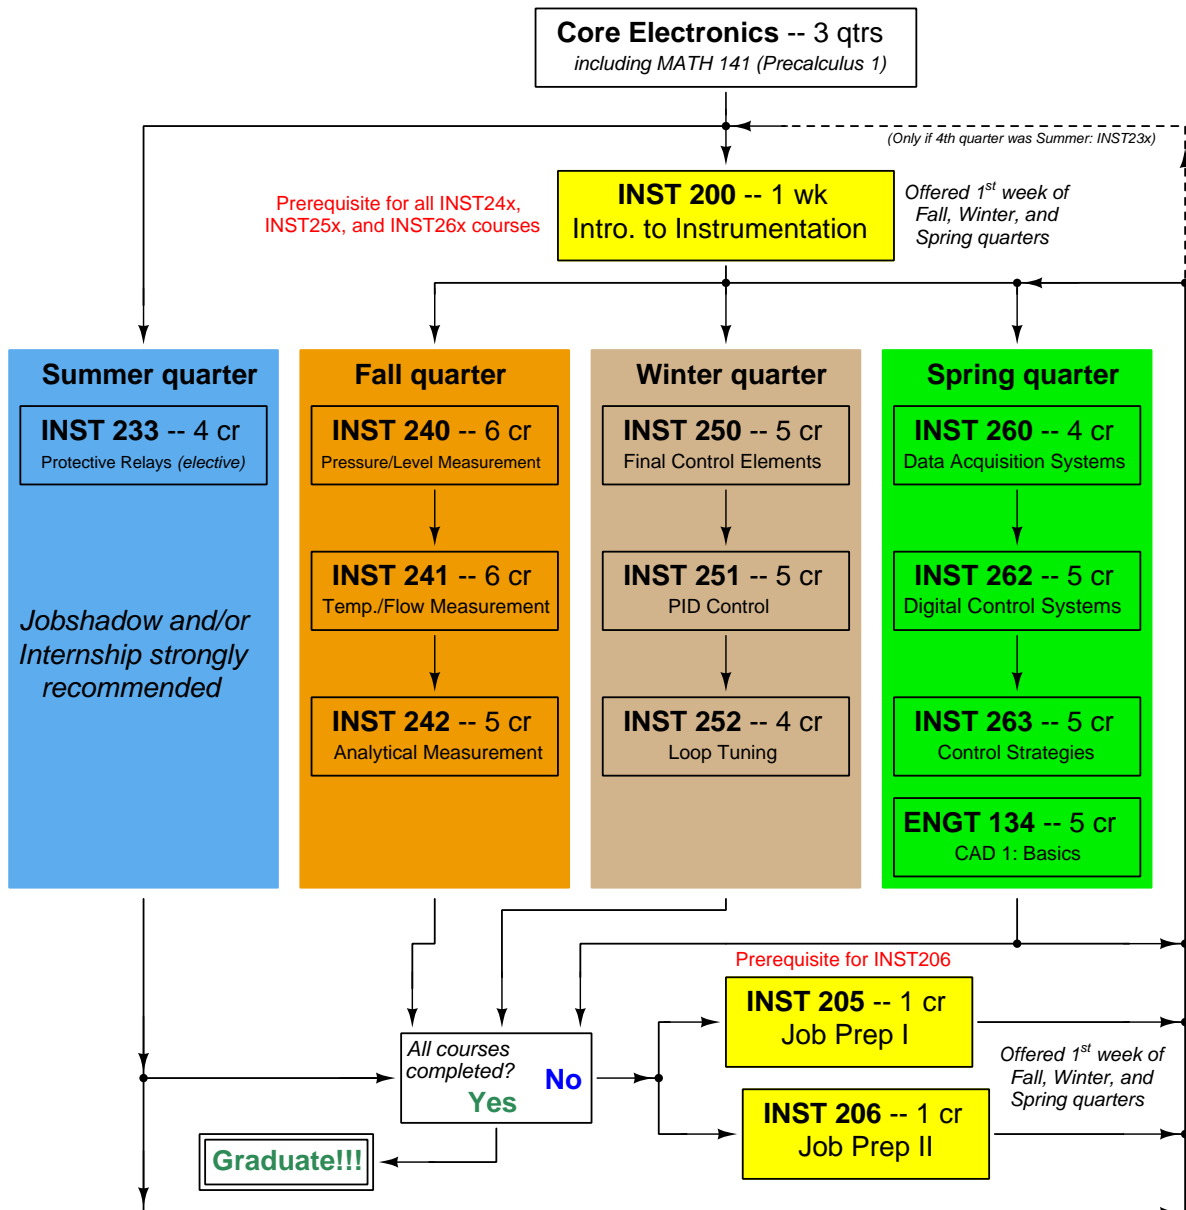 Core Electronics -- 3 qtrs
including MATH 141 (Precalculus 1)
(Only if 4th quarter was Summer: INST23x)
Prerequisite for all INST24x,
INST25x, and INST26x courses
INST 200 -- 1 wk
Intro. to Instrumentation
Offered 1st week of
Fall, Winter, and
Spring quarters
Summer quarter
INST 233 -- 4 cr
Protective Relays (elective)
Jobshadow and/or
Internship strongly
recommended
Fall quarter
INST 240 -- 6 cr
Pressure/Level Measurement
INST 241 -- 6 cr
Temp./Flow Measurement
INST 242 -- 5 cr
Analytical Measurement
Winter quarter
INST 250 -- 5 cr
Final Control Elements
INST 251 -- 5 cr
PID Control
INST 252 -- 4 cr
Loop Tuning
Spring quarter
INST 260 -- 4 cr
Data Acquisition Systems
INST 262 -- 5 cr
Digital Control Systems
INST 263 -- 5 cr
Control Strategies
ENGT 134 -- 5 cr
CAD 1: Basics
Prerequisite for INST206
INST 205 -- 1 cr
Job Prep I
All courses
completed?
No
Yes
Offered 1st week of
Fall, Winter, and
Spring quarters
INST 206 -- 1 cr
Job Prep II
Graduate!!!